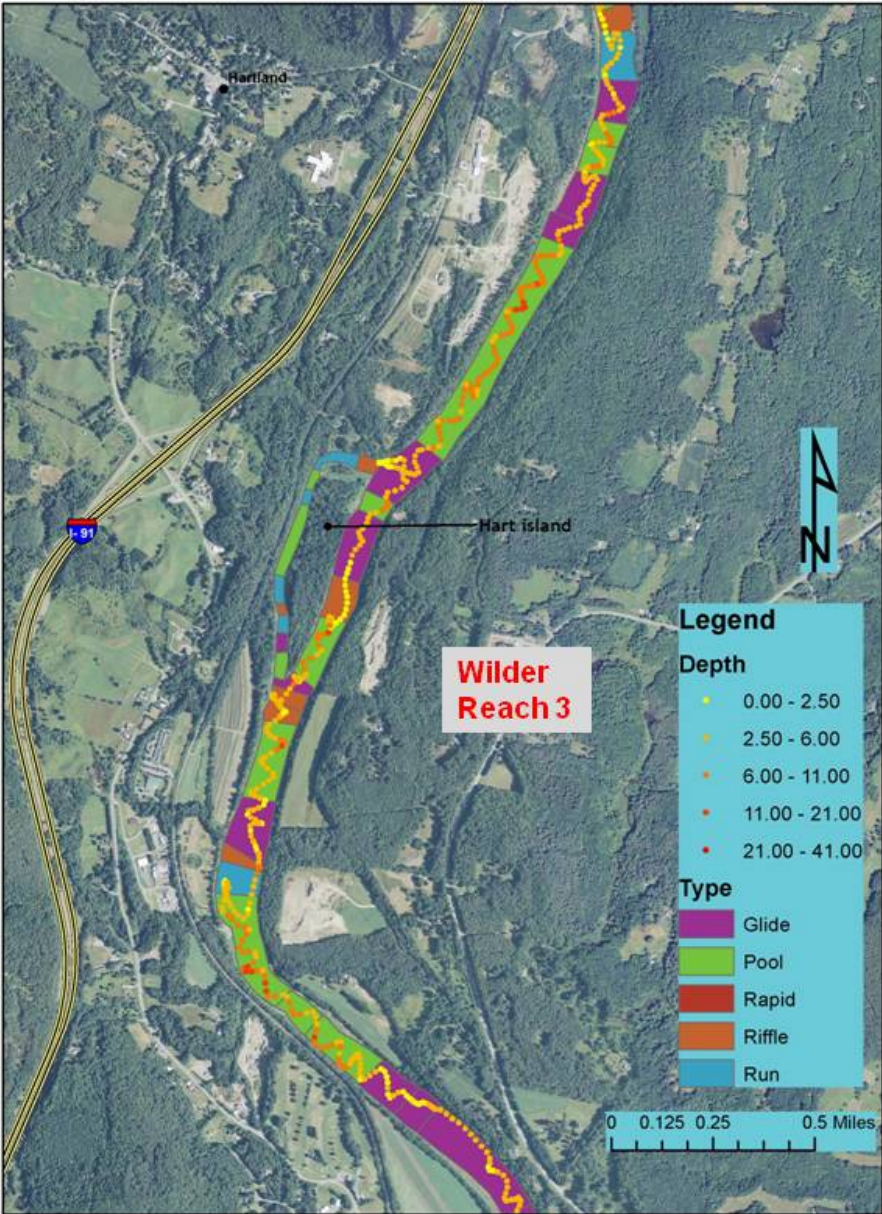 Hartland
I-91
Hart island
N
Wilder
Reach 3
Legend
Depth
0.00 - 2.50
2.50 - 6.00
6.00 - 11.00
11.00 - 21.00
21.00 - 41.00
Type
Glide
Pool
Rapid
Riffle
Run
0 0.125 0.25 0.5 Miles